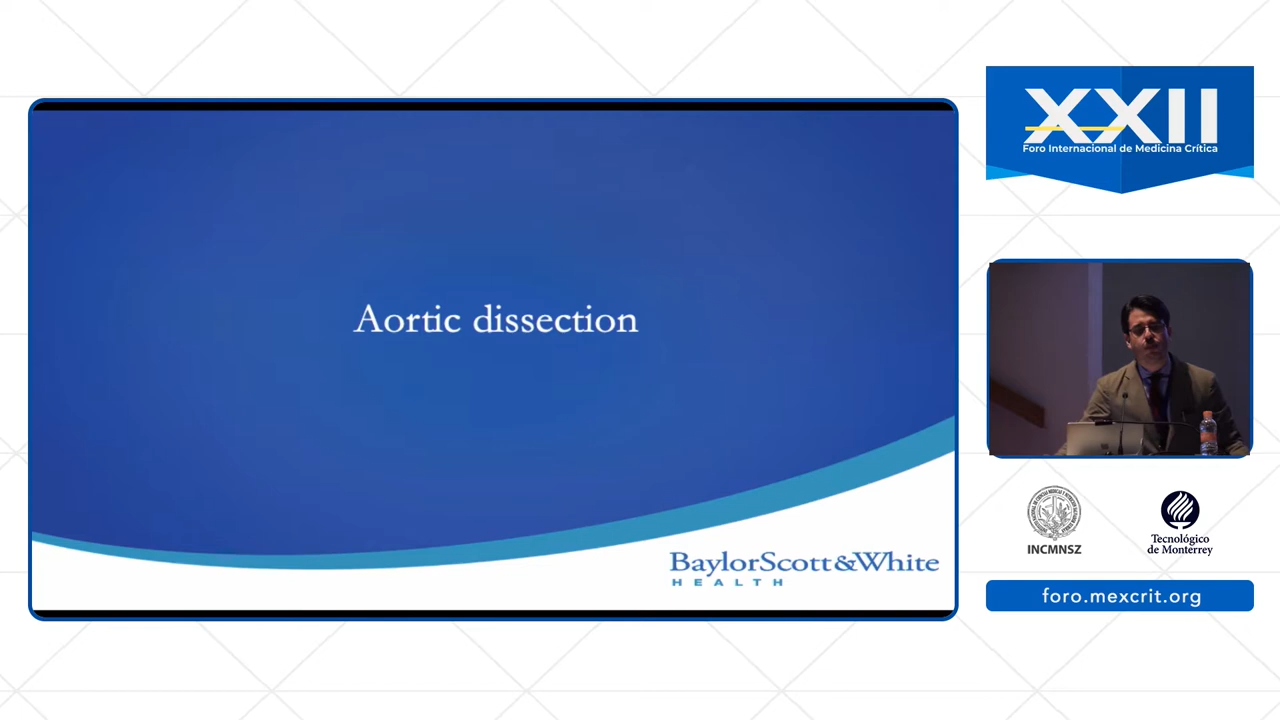 Aortic dissection
BaylorScott&White
HEALTH
XXII
Foro Internacional de Medicina Crítica
INCMNSZ
Tecnológico
de Monterrey
foro.mexcrit.org